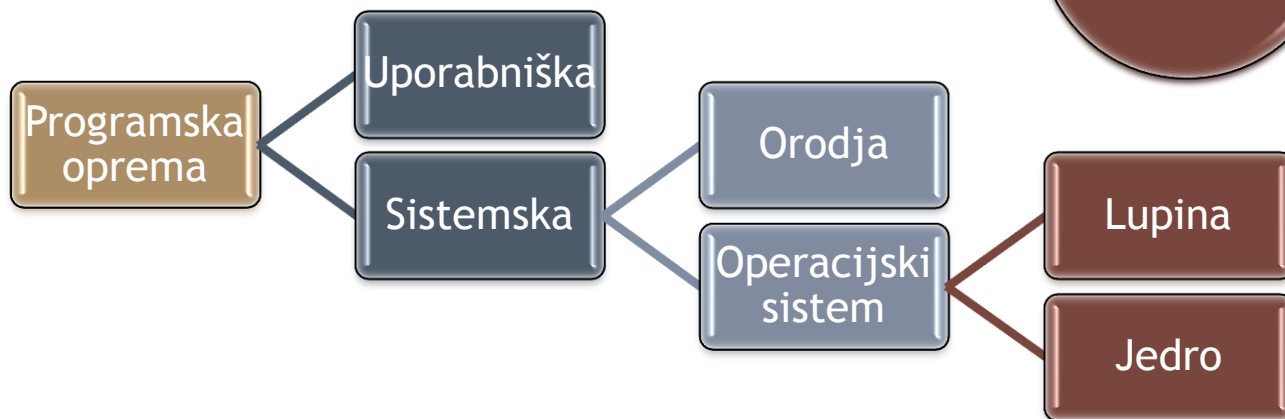 Programska
oprema
Uporabniška
Sistemska
Orodja
Operacijski
sistem
Lupina
Jedro